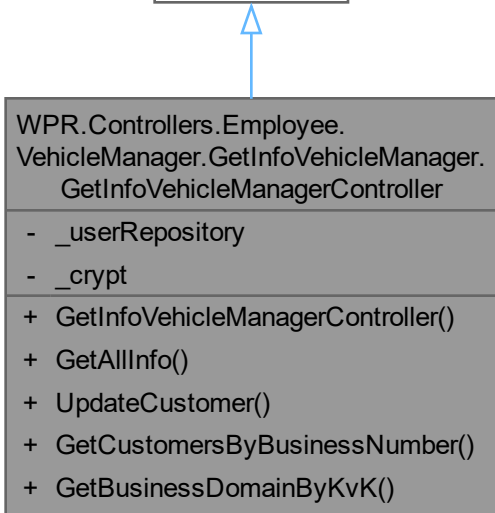 WPR.Controllers.Employee.
VehicleManager.GetInfoVehicleManager.
GetInfoVehicleManagerController
- _userRepository
- _crypt
+ GetInfoVehicleManagerController()
+ GetAllInfo()
+ UpdateCustomer()
+ GetCustomersByBusinessNumber()
+ GetBusinessDomainByKvK()